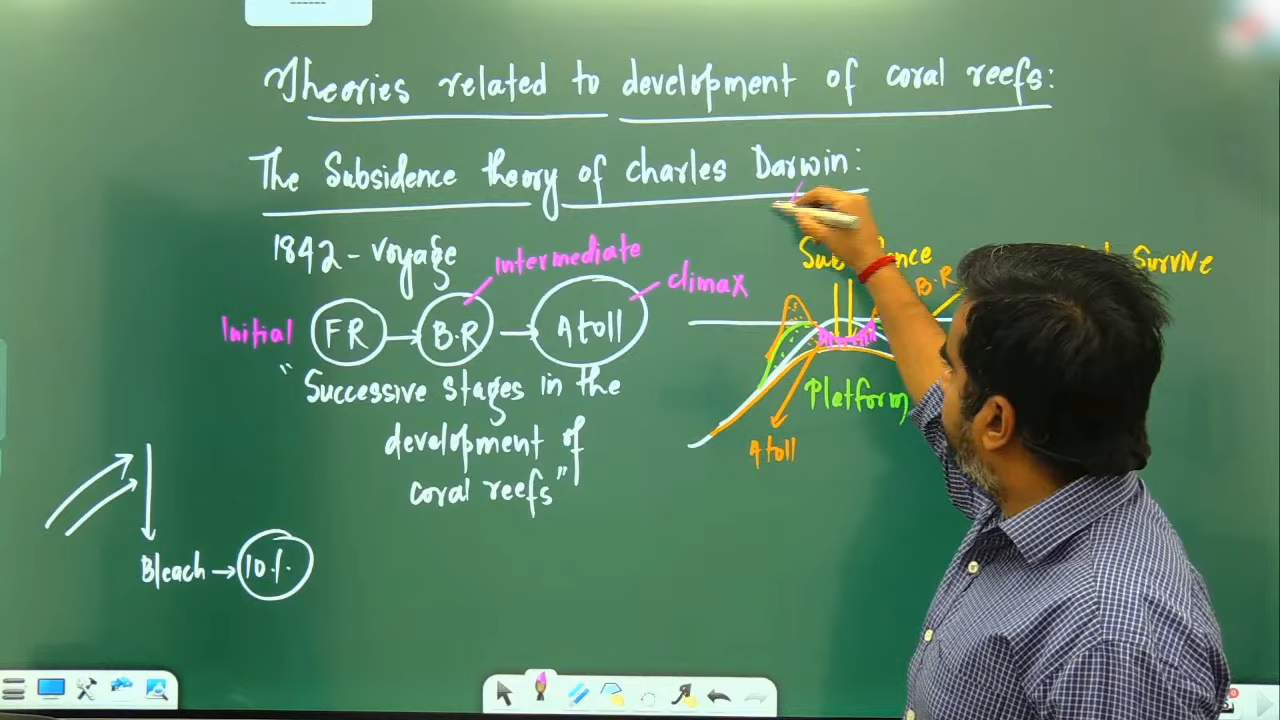 Theories related to development of coral reefs:
The Subsidence theory of Charles Darwin:
1842 - voyage
Intermediate
climax
Initial
FR → B.R → Atoll
"Successive stages in the
development of
coral reefs"
Bleach → 10%
B.R
Survive
Platform
Atoll